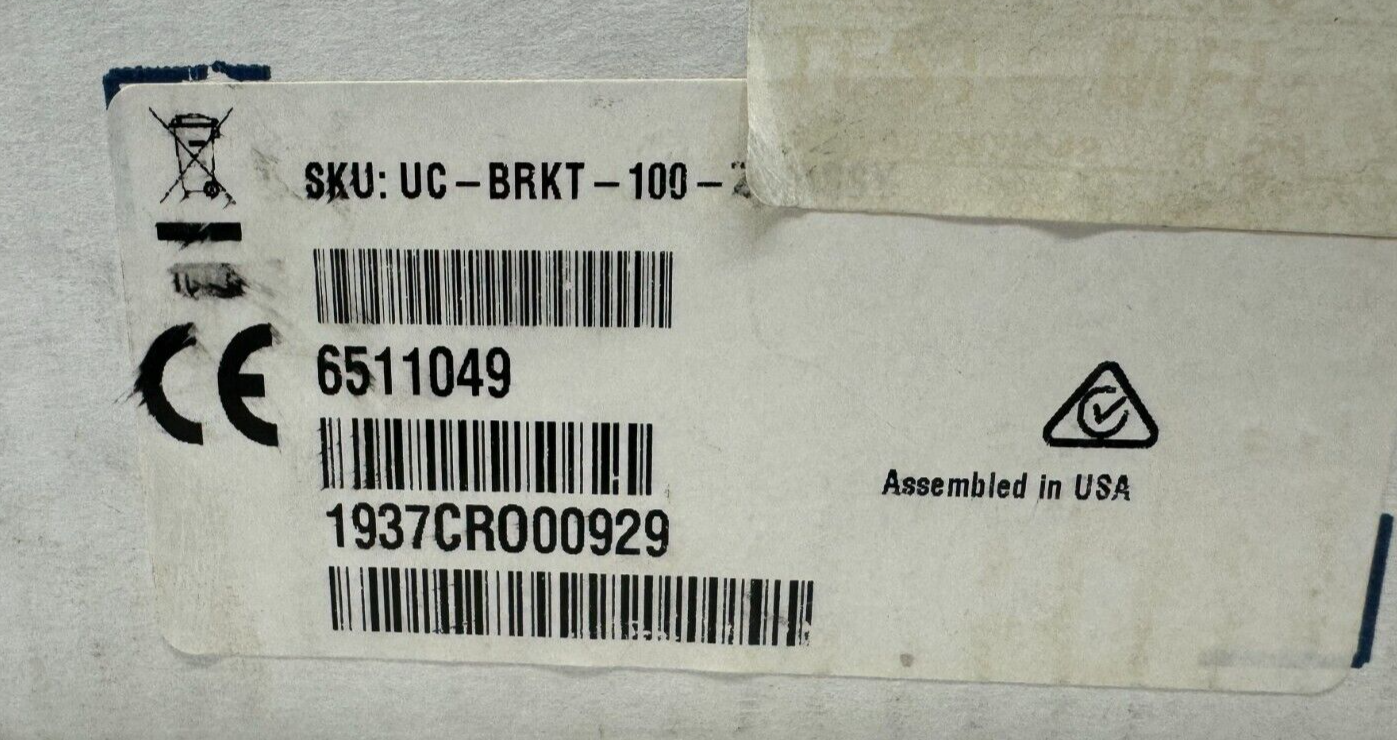 SKU: UC-BRKT-100-
6511049
1937CRO00929
Assembled in USA
CE